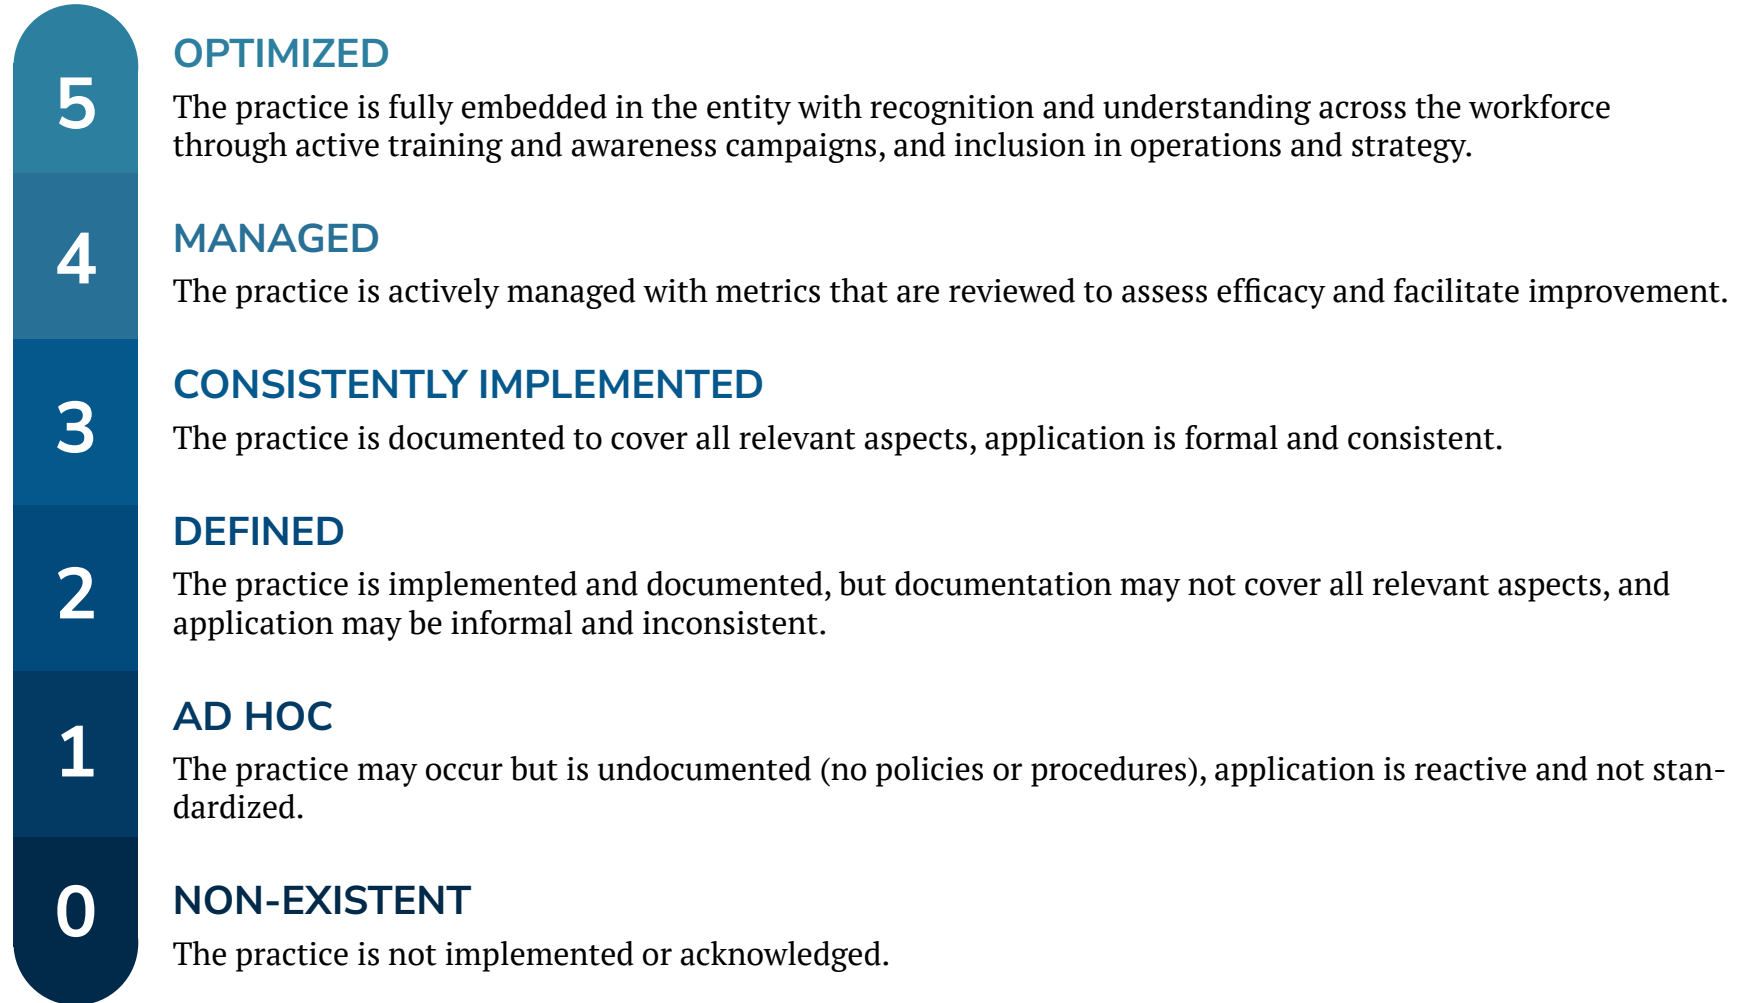 5
OPTIMIZED
The practice is fully embedded in the entity with recognition and understanding across the workforce
through active training and awareness campaigns, and inclusion in operations and strategy.
4
MANAGED
The practice is actively managed with metrics that are reviewed to assess efficacy and facilitate improvement.
3
CONSISTENTLY IMPLEMENTED
The practice is documented to cover all relevant aspects, application is formal and consistent.
2
DEFINED
The practice is implemented and documented, but documentation may not cover all relevant aspects, and
application may be informal and inconsistent.
1
AD HOC
The practice may occur but is undocumented (no policies or procedures), application is reactive and not stan-
dardized.
0
NON-EXISTENT
The practice is not implemented or acknowledged.